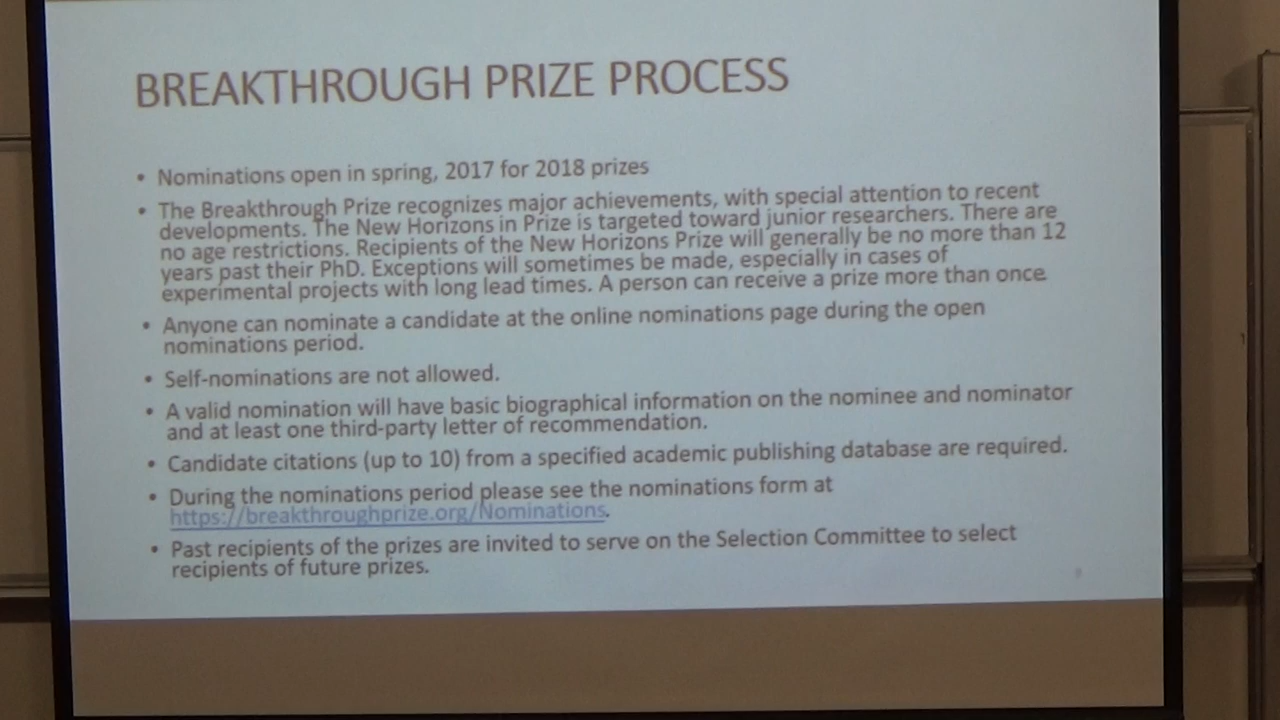 BREAKTHROUGH PRIZE PROCESS
• Nominations open in spring, 2017 for 2018 prizes
• The Breakthrough Prize recognizes major achievements, with special attention to recent
developments. The New Horizons in Prize is targeted toward junior researchers. There are
no age restrictions. Recipients of the New Horizons Prize will generally be no more than 12
years past their PhD. Exceptions will sometimes be made, especially in cases of
experimental projects with long lead times. A person can receive a prize more than once
• Anyone can nominate a candidate at the online nominations page during the open
nominations period.
• Self-nominations are not allowed.
• A valid nomination will have basic biographical information on the nominee and nominator
and at least one third-party letter of recommendation.
• Candidate citations (up to 10) from a specified academic publishing database are required.
• During the nominations period please see the nominations form at
https://breakthroughprize.org/Nominations.
• Past recipients of the prizes are invited to serve on the Selection Committee to select
recipients of future prizes.